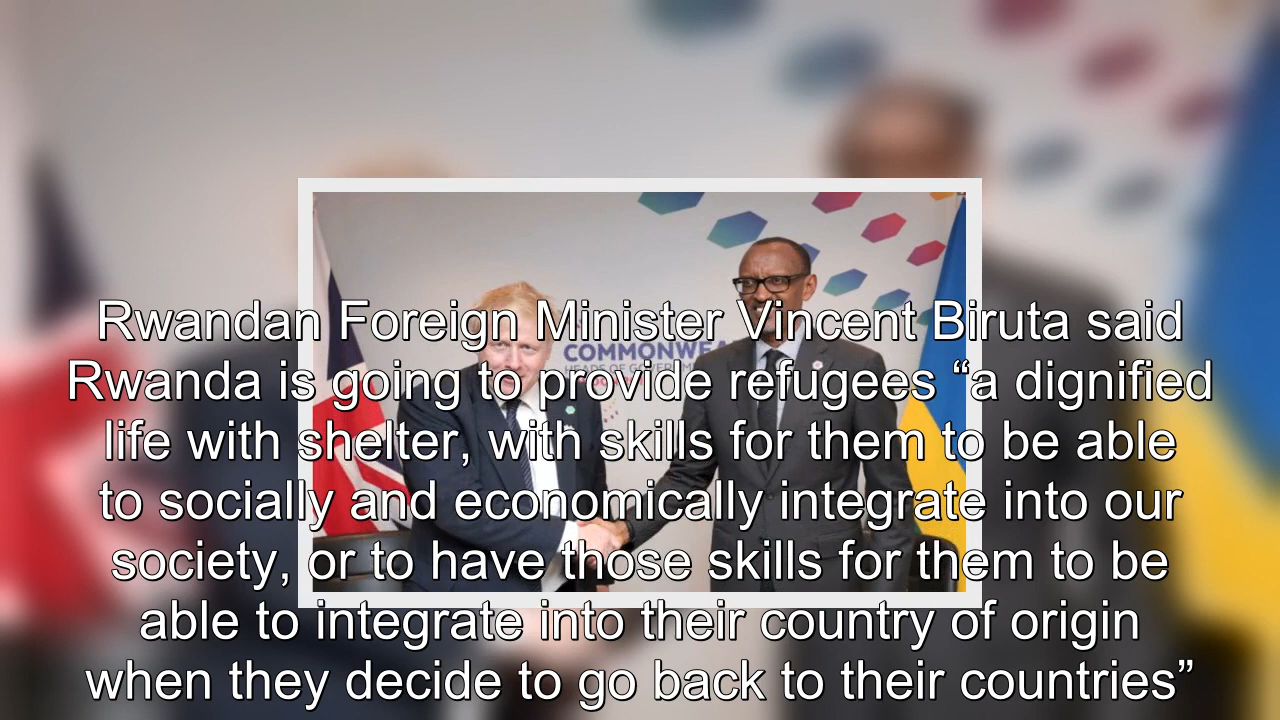 Rwandan Foreign Minister Vincent Biruta said
Rwanda is going to provide refugees “a dignified
life with shelter, with skills for them to be able
to socially and economically integrate into our
society, or to have those skills for them to be
able to integrate into their country of origin
when they decide to go back to their countries”
HEADS OF